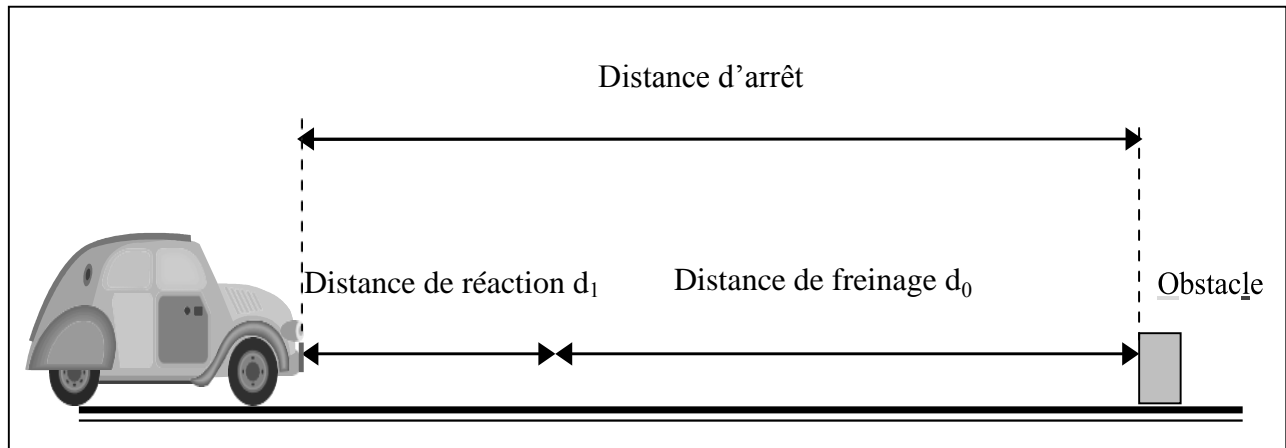 Distance d’arrêt
Distance de réaction d₁
Distance de freinage d₀
Obstacle